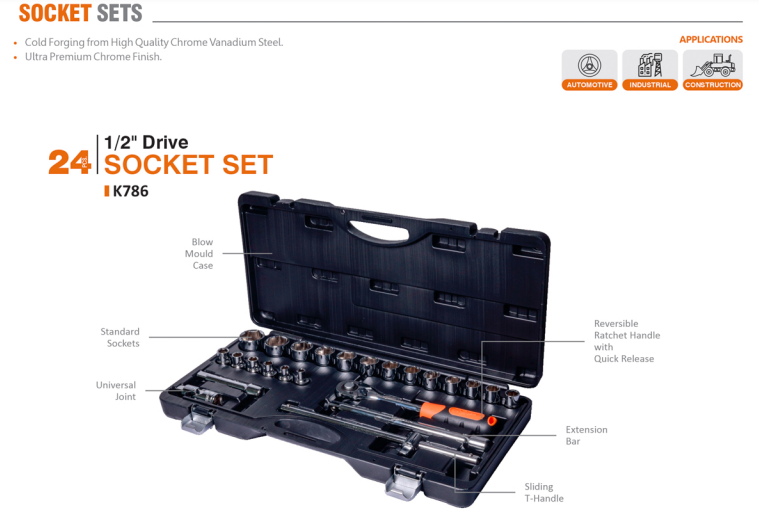 SOCKET SETS
• Cold Forging from High Quality Chrome Vanadium Steel.
• Ultra Premium Chrome Finish.
APPLICATIONS
AUTOMOTIVE
INDUSTRIAL
CONSTRUCTION
24
1/2" Drive
SOCKET SET
K786
Blow
Mould
Case
Standard
Sockets
Universal
Joint
Reversible
Ratchet Handle
with
Quick Release
Extension
Bar
Sliding
T-Handle